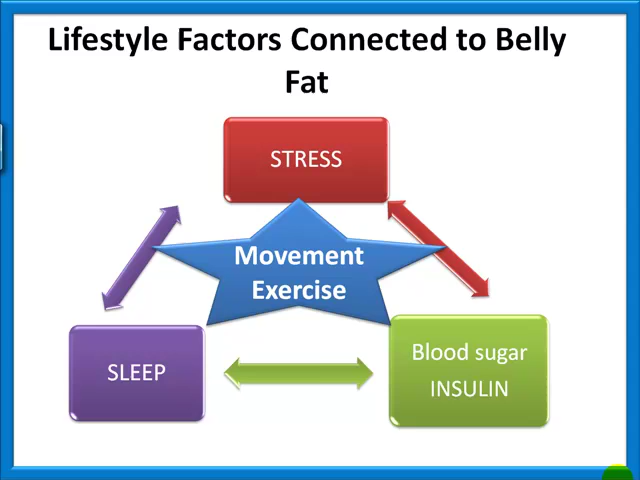 Lifestyle Factors Connected to Belly
Fat
STRESS
Movement
Exercise
SLEEP
Blood sugar
INSULIN